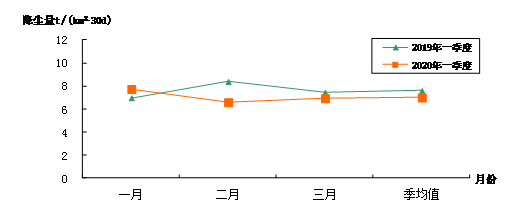 降尘量t/(km²·30d)
12
10
8
6
4
2
0
2019年一季度
2020年一季度
一月 二月 三月 季均值
月份